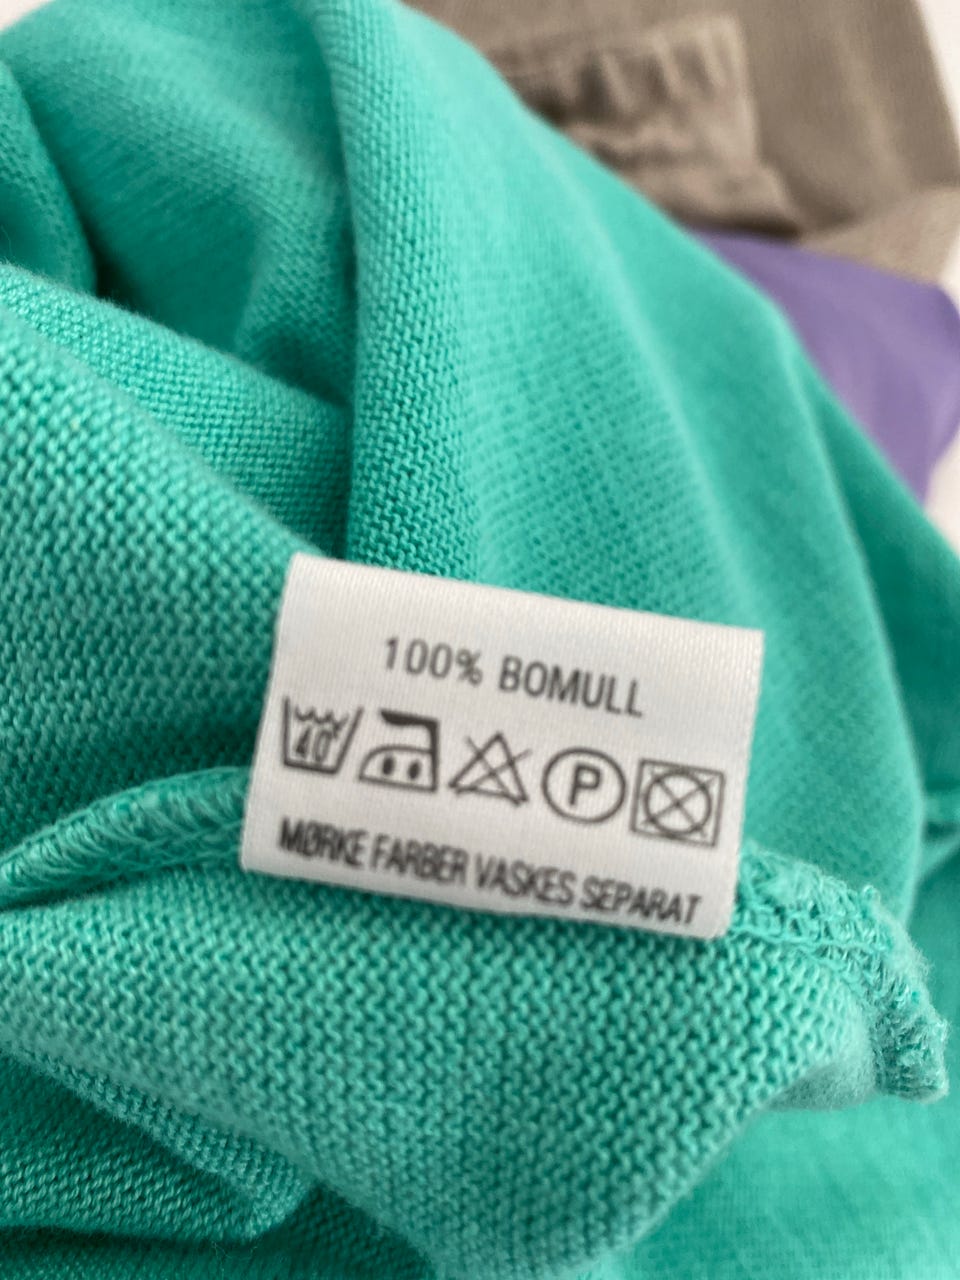 100% BOMULL
40 P
MØRKE FARBER VASKES SEPARAT